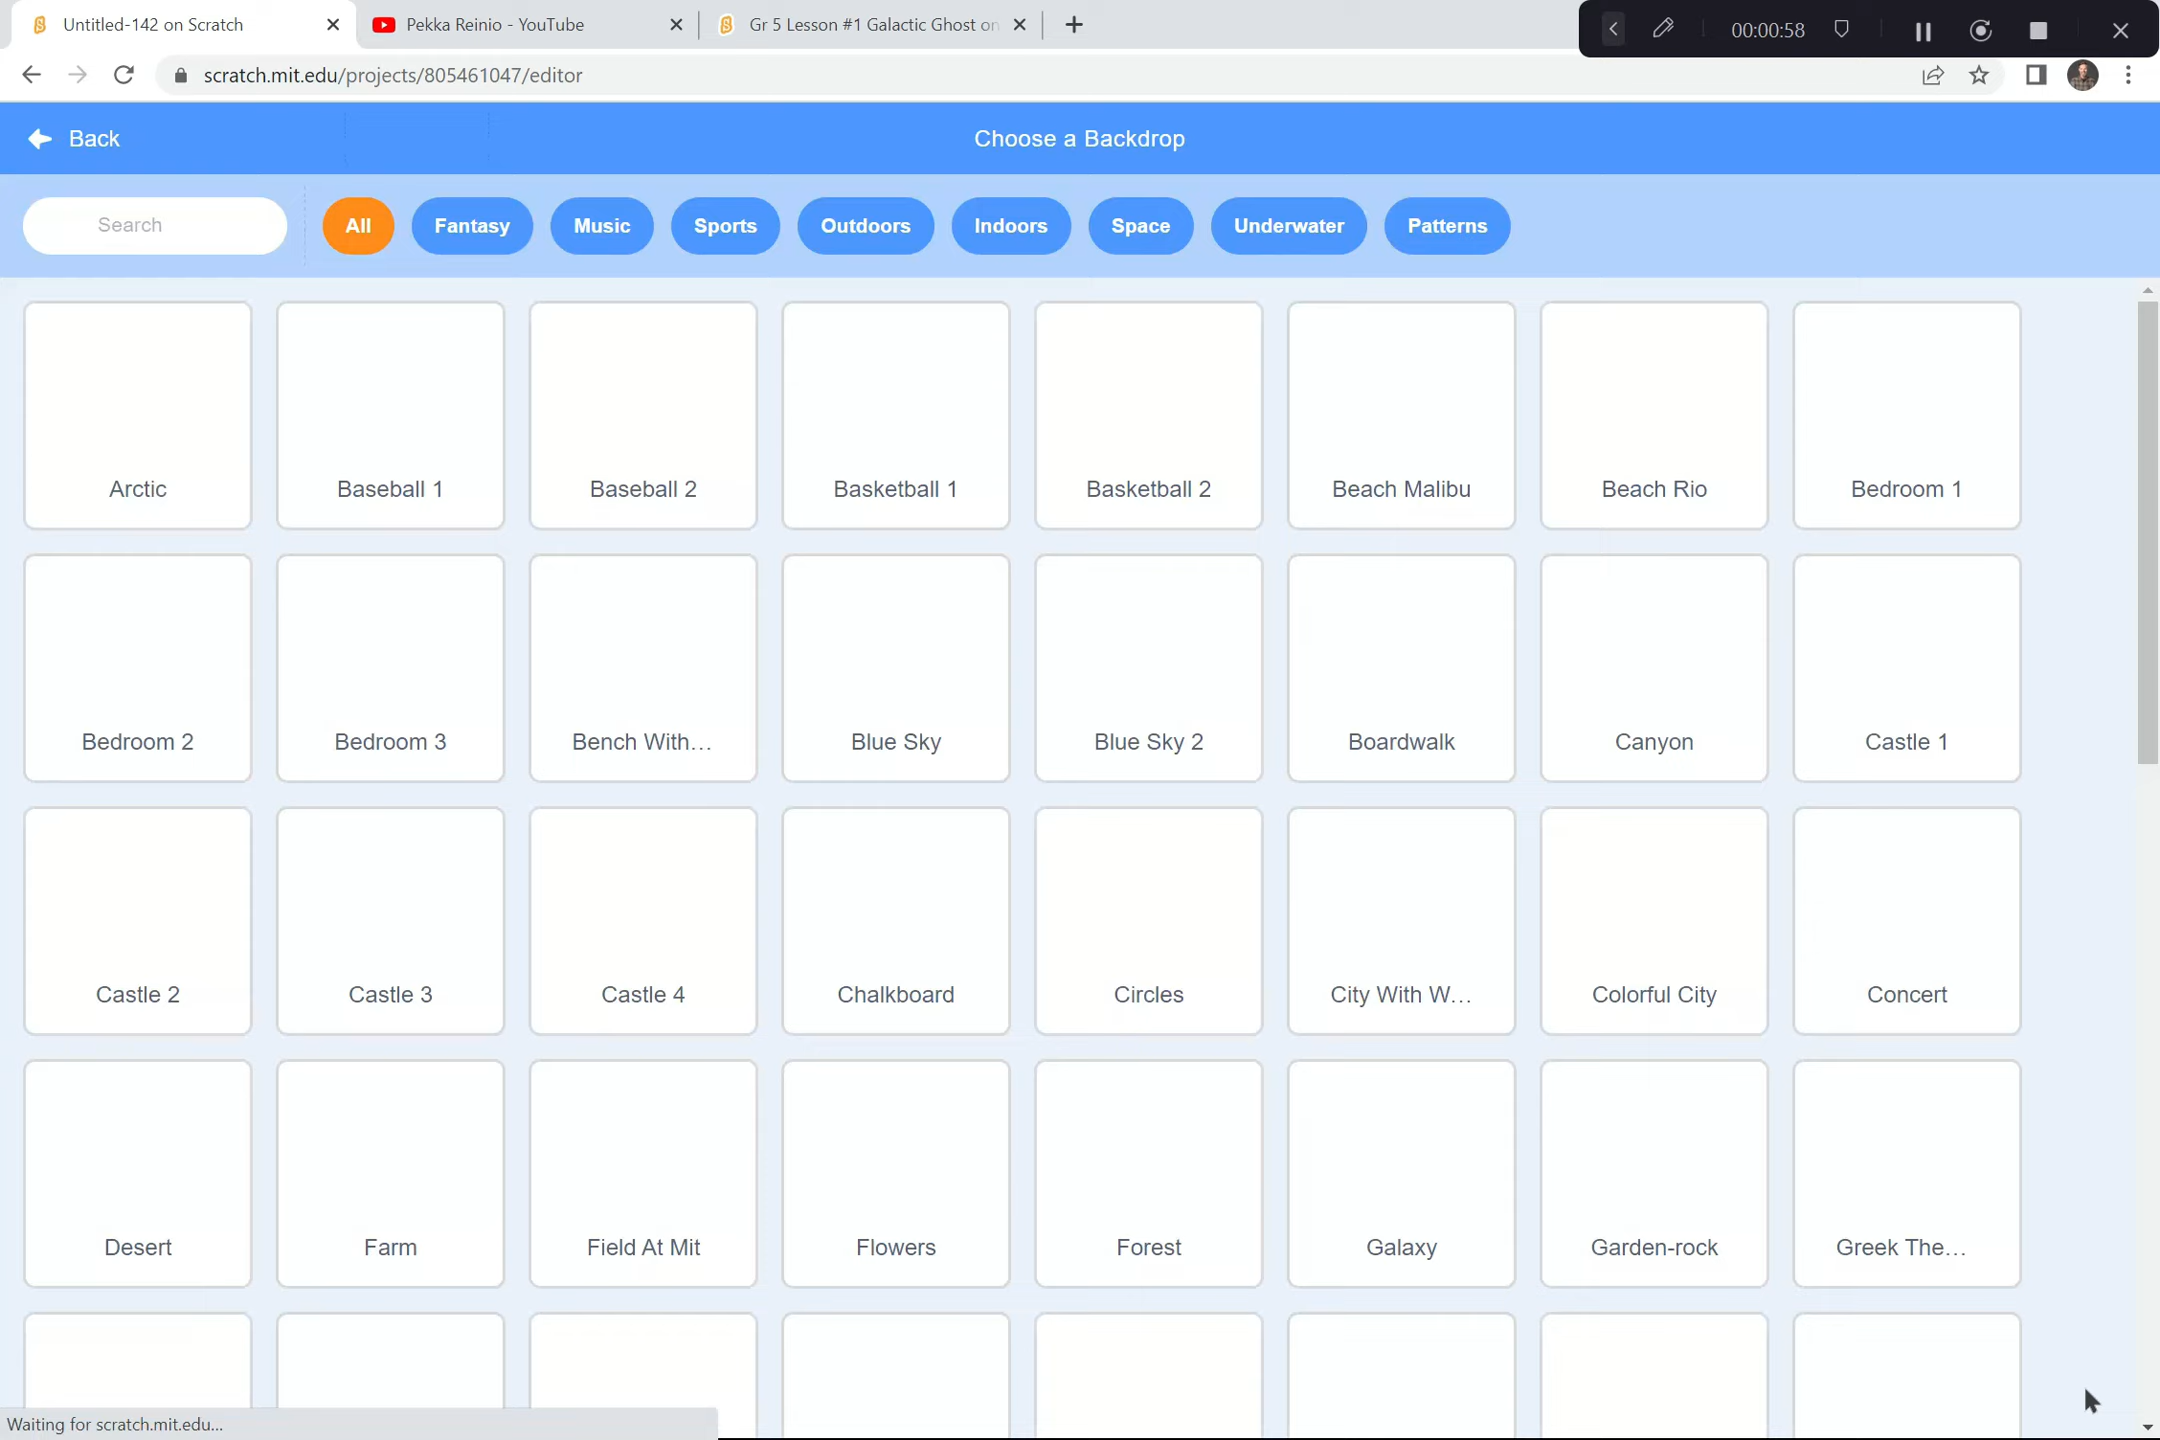 Untitled-142 on Scratch
Pekka Reinio - YouTube
Gr 5 Lesson #1 Galactic Ghost on
00:00:58
scratch.mit.edu/projects/805461047/editor
Back
Choose a Backdrop
Search
All
Fantasy
Music
Sports
Outdoors
Indoors
Space
Underwater
Patterns
Arctic
Baseball 1
Baseball 2
Basketball 1
Basketball 2
Beach Malibu
Beach Rio
Bedroom 1
Bedroom 2
Bedroom 3
Bench With...
Blue Sky
Blue Sky 2
Boardwalk
Canyon
Castle 1
Castle 2
Castle 3
Castle 4
Chalkboard
Circles
City With W...
Colorful City
Concert
Desert
Farm
Field At Mit
Flowers
Forest
Galaxy
Garden-rock
Greek The...
Waiting for scratch.mit.edu...